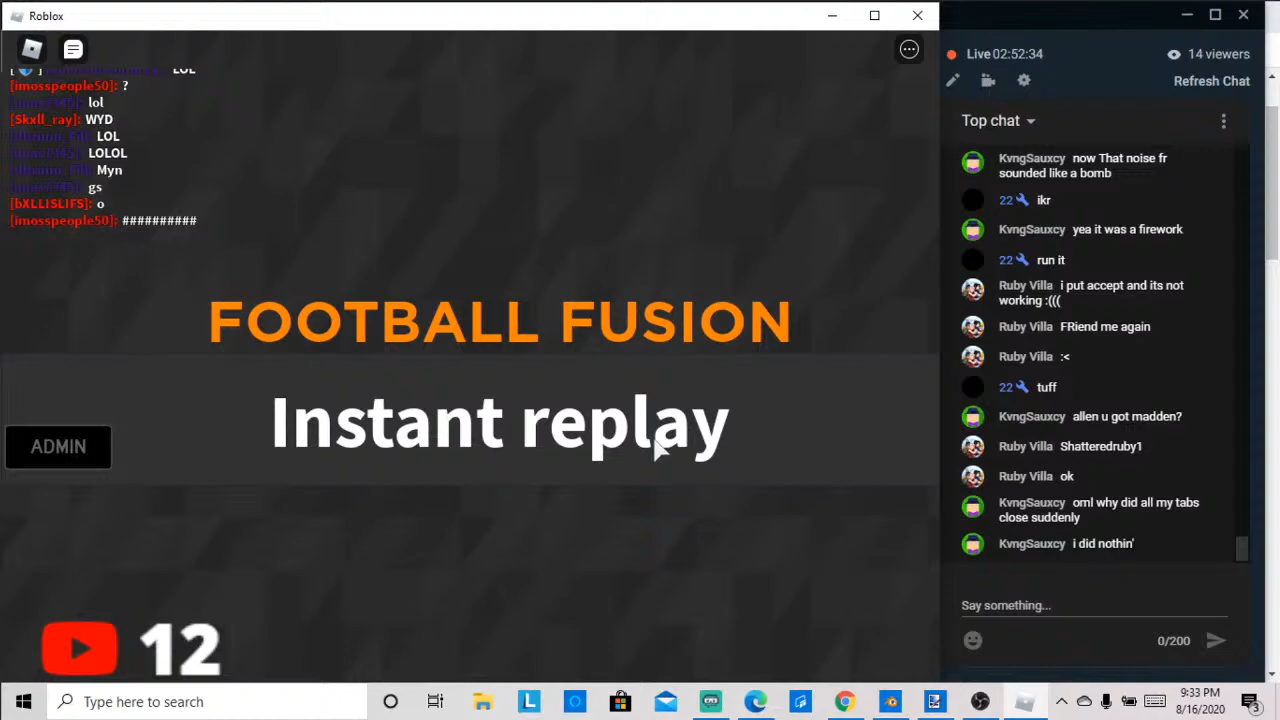 Roblox
LOL
[imosspeople50]: ?
lol
[Skxll_ray]: WYD
LOL
LOLOL
Myn
gs
[bXLLISLIFS]: o
[imosspeople50]: ##########
FOOTBALL FUSION
Instant replay
ADMIN
12
Live 02:52:34
14 viewers
Refresh Chat
Top chat
KvngSauxcy now That noise fr
sounded like a bomb
22 ikr
KvngSauxcy yea it was a firework
22 run it
Ruby Villa i put accept and its not
working :(((
Ruby Villa FRiend me again
Ruby Villa :<
22 tuff
KvngSauxcy allen u got madden?
Ruby Villa Shatteredruby1
Ruby Villa ok
KvngSauxcy oml why did all my tabs
close suddenly
KvngSauxcy i did nothin'
Say something...
0/200
Type here to search
L
9:33 PM
8/16/2020
3